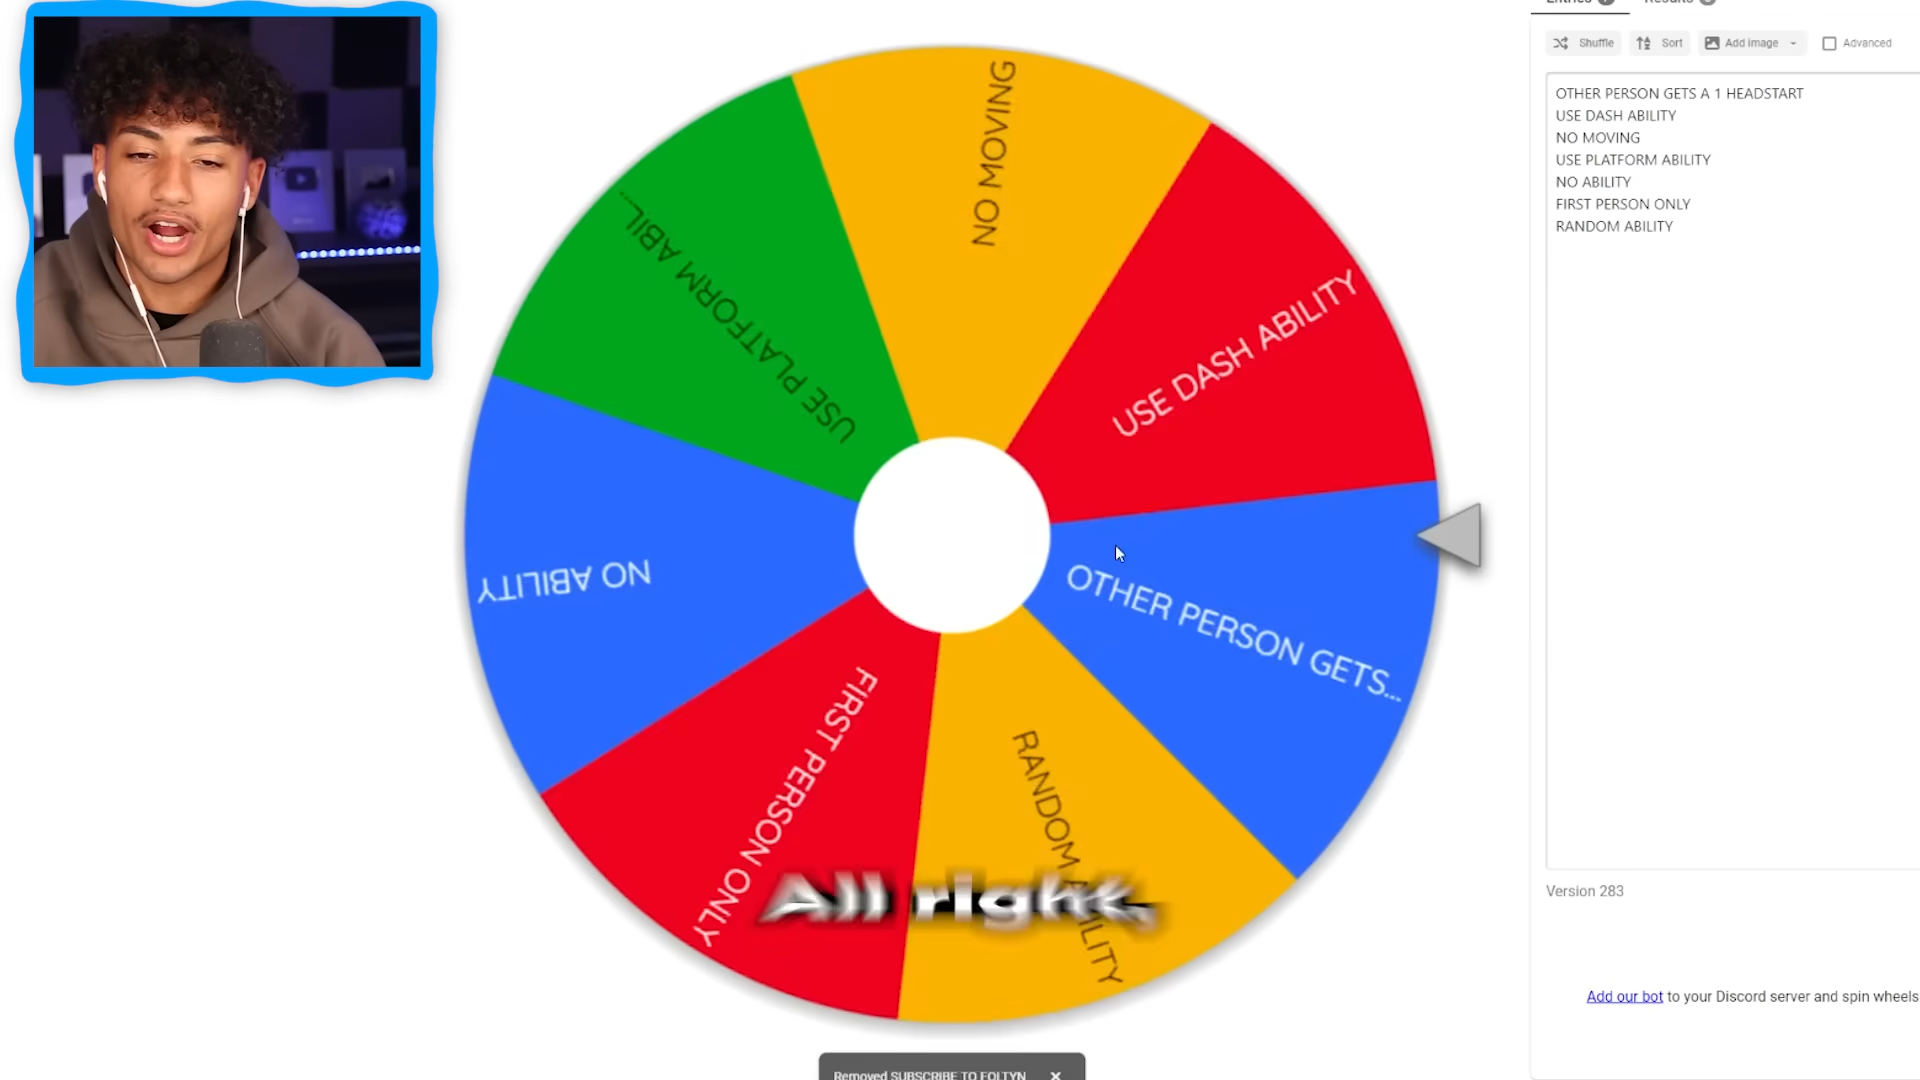 Entries
Results
Shuffle
Sort
Add image
Advanced
OTHER PERSON GETS A 1 HEADSTART
USE DASH ABILITY
NO MOVING
USE PLATFORM ABILITY
NO ABILITY
FIRST PERSON ONLY
RANDOM ABILITY
NO MOVING
USE DASH ABILITY
OTHER PERSON GETS...
RANDOM ABILITY
FIRST PERSON ONLY
NO ABILITY
USE PLATFORM ABIL...
All right,
Version 283
Add our bot to your Discord server and spin wheels
Removed SUBSCRIBE TO FOLTYN